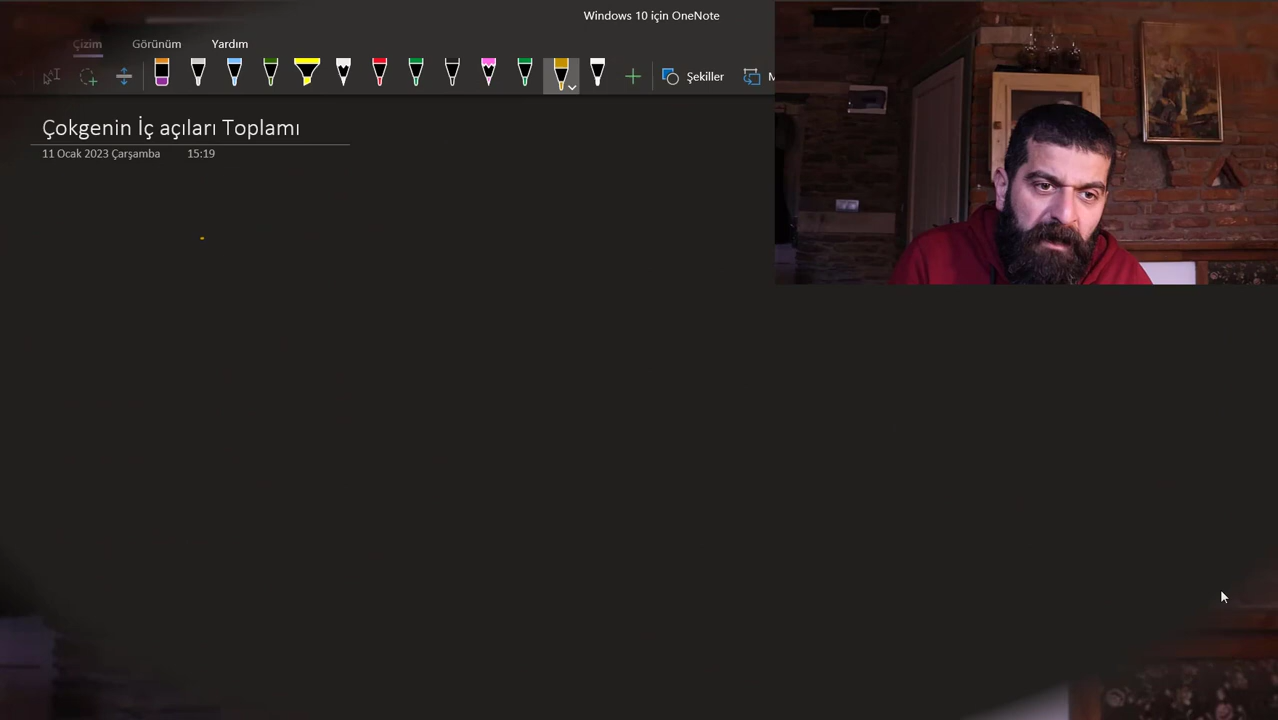 Windows 10 için OneNote
Çizim Görünüm Yardım
Şekiller M
Çokgenin İç açıları Toplamı
11 Ocak 2023 Çarşamba 15:19